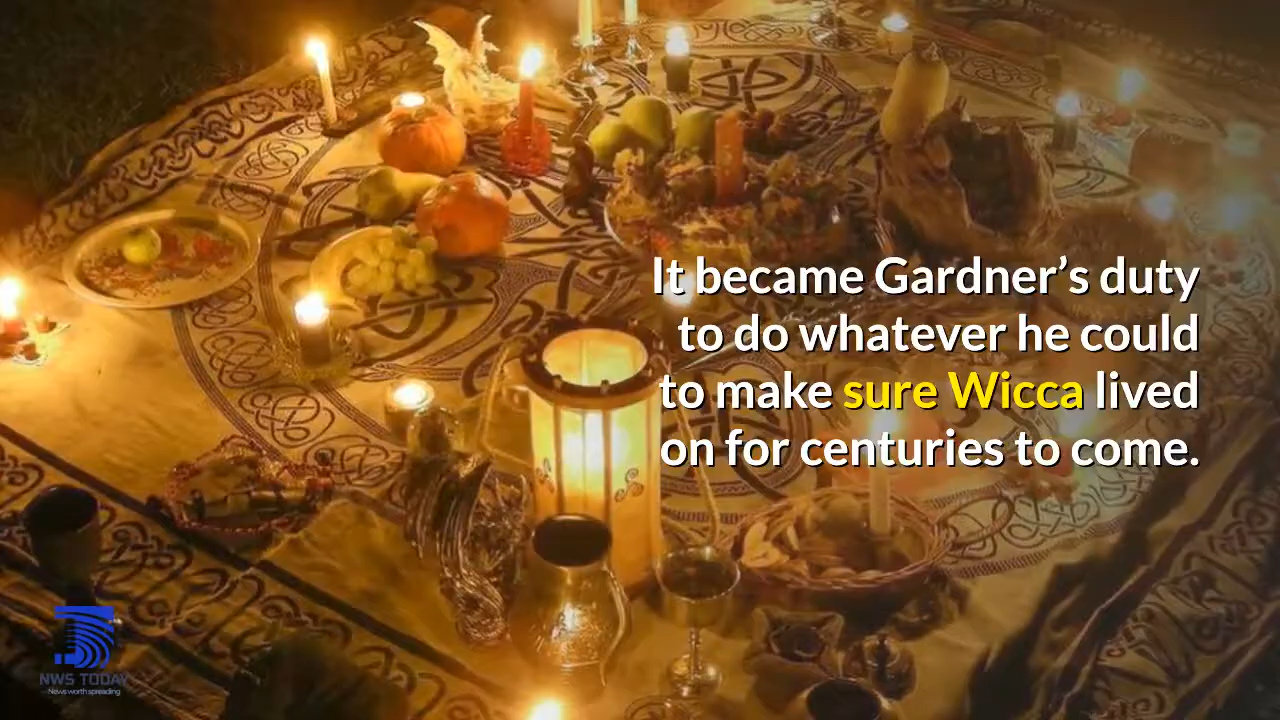 It became Gardner’s duty
to do whatever he could
to make sure Wicca lived
on for centuries to come.
NWS TODAY
News worth spreading